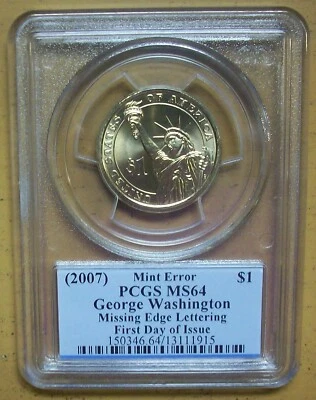 UNITED STATES OF AMERICA
$1
(2007) Mint Error $1
PCGS MS64
George Washington
Missing Edge Lettering
First Day of Issue
150346.64/13111915